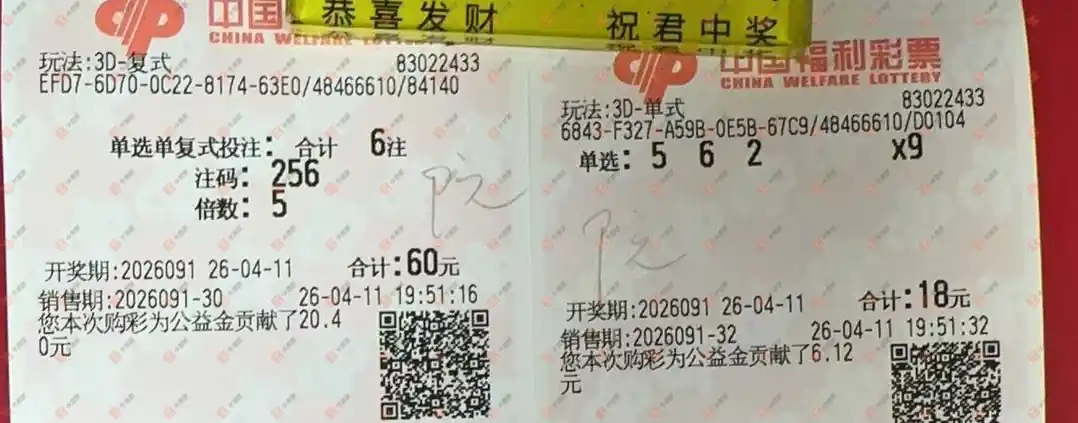 恭喜发财
祝君中奖
中国
CHINA WELFARE LOTTERY
玩法:3D-复式 83022433
EFD7-6D70-0C22-8174-63E0/48466610/84140
单选单复式投注: 合计 6注
注码: 256
倍数: 5
院
开奖期:2026091 26-04-11 合计:60元
销售期:2026091-30 26-04-11 19:51:16
您本次购彩为公益金贡献了20.4
0元
中国福利彩票
CHINA WELFARE LOTTERY
83022433
玩法:3D-单式
6843-F327-A59B-0E5B-67C9/48466610/D0104
单选: 5 6 2 x9
院
开奖期:2026091 26-04-11 合计:18元
销售期:2026091-32 26-04-11 19:51:32
您本次购彩为公益金贡献了6.12
元